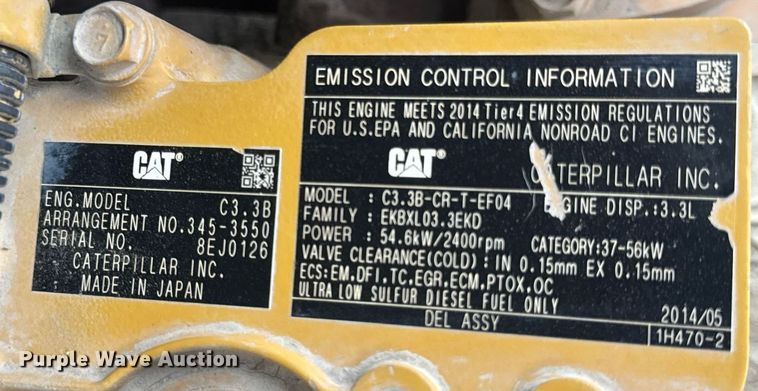 CAT®
ENG.MODEL C3.3B
ARRANGEMENT NO.345-3550
SERIAL NO. 8EJ0126
CATERPILLAR INC.
MADE IN JAPAN
EMISSION CONTROL INFORMATION
THIS ENGINE MEETS 2014 Tier4 EMISSION REGULATIONS
FOR U.S.EPA AND CALIFORNIA NONROAD CI ENGINES.
CAT® TERPILLAR INC.
MODEL : C3.3B-CR-T-EF04 GINE DISP.:3.3L
FAMILY : EKBXL03.3EKD
POWER : 54.6kW/2400rpm CATEGORY:37-56kW
VALVE CLEARANCE(COLD) : IN 0.15mm EX 0.15mm
ECS:EM.DFI.TC.EGR.ECM.PTOX.OC
ULTRA LOW SULFUR DIESEL FUEL ONLY
2014/05
DEL ASSY 1H470-2
Purple Wave Auction